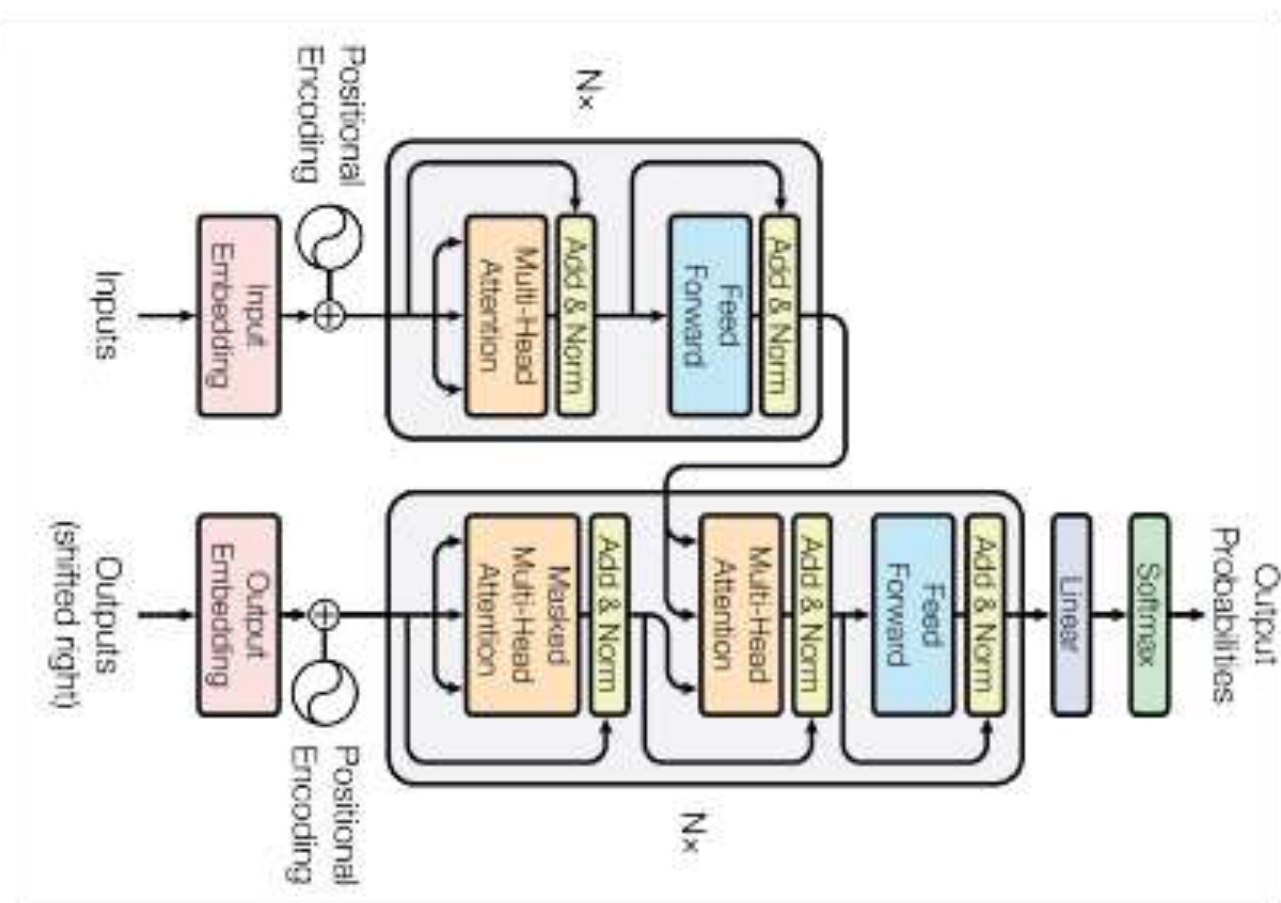 Output
Probabilities
Softmax
Linear
Add & Norm
Feed
Forward
Add & Norm
Multi-Head
Attention
Add & Norm
Masked
Multi-Head
Attention
Nx
Positional
Encoding
Output
Embedding
Outputs
(shifted right)
Add & Norm
Feed
Forward
Add & Norm
Multi-Head
Attention
Nx
Positional
Encoding
Input
Embedding
Inputs